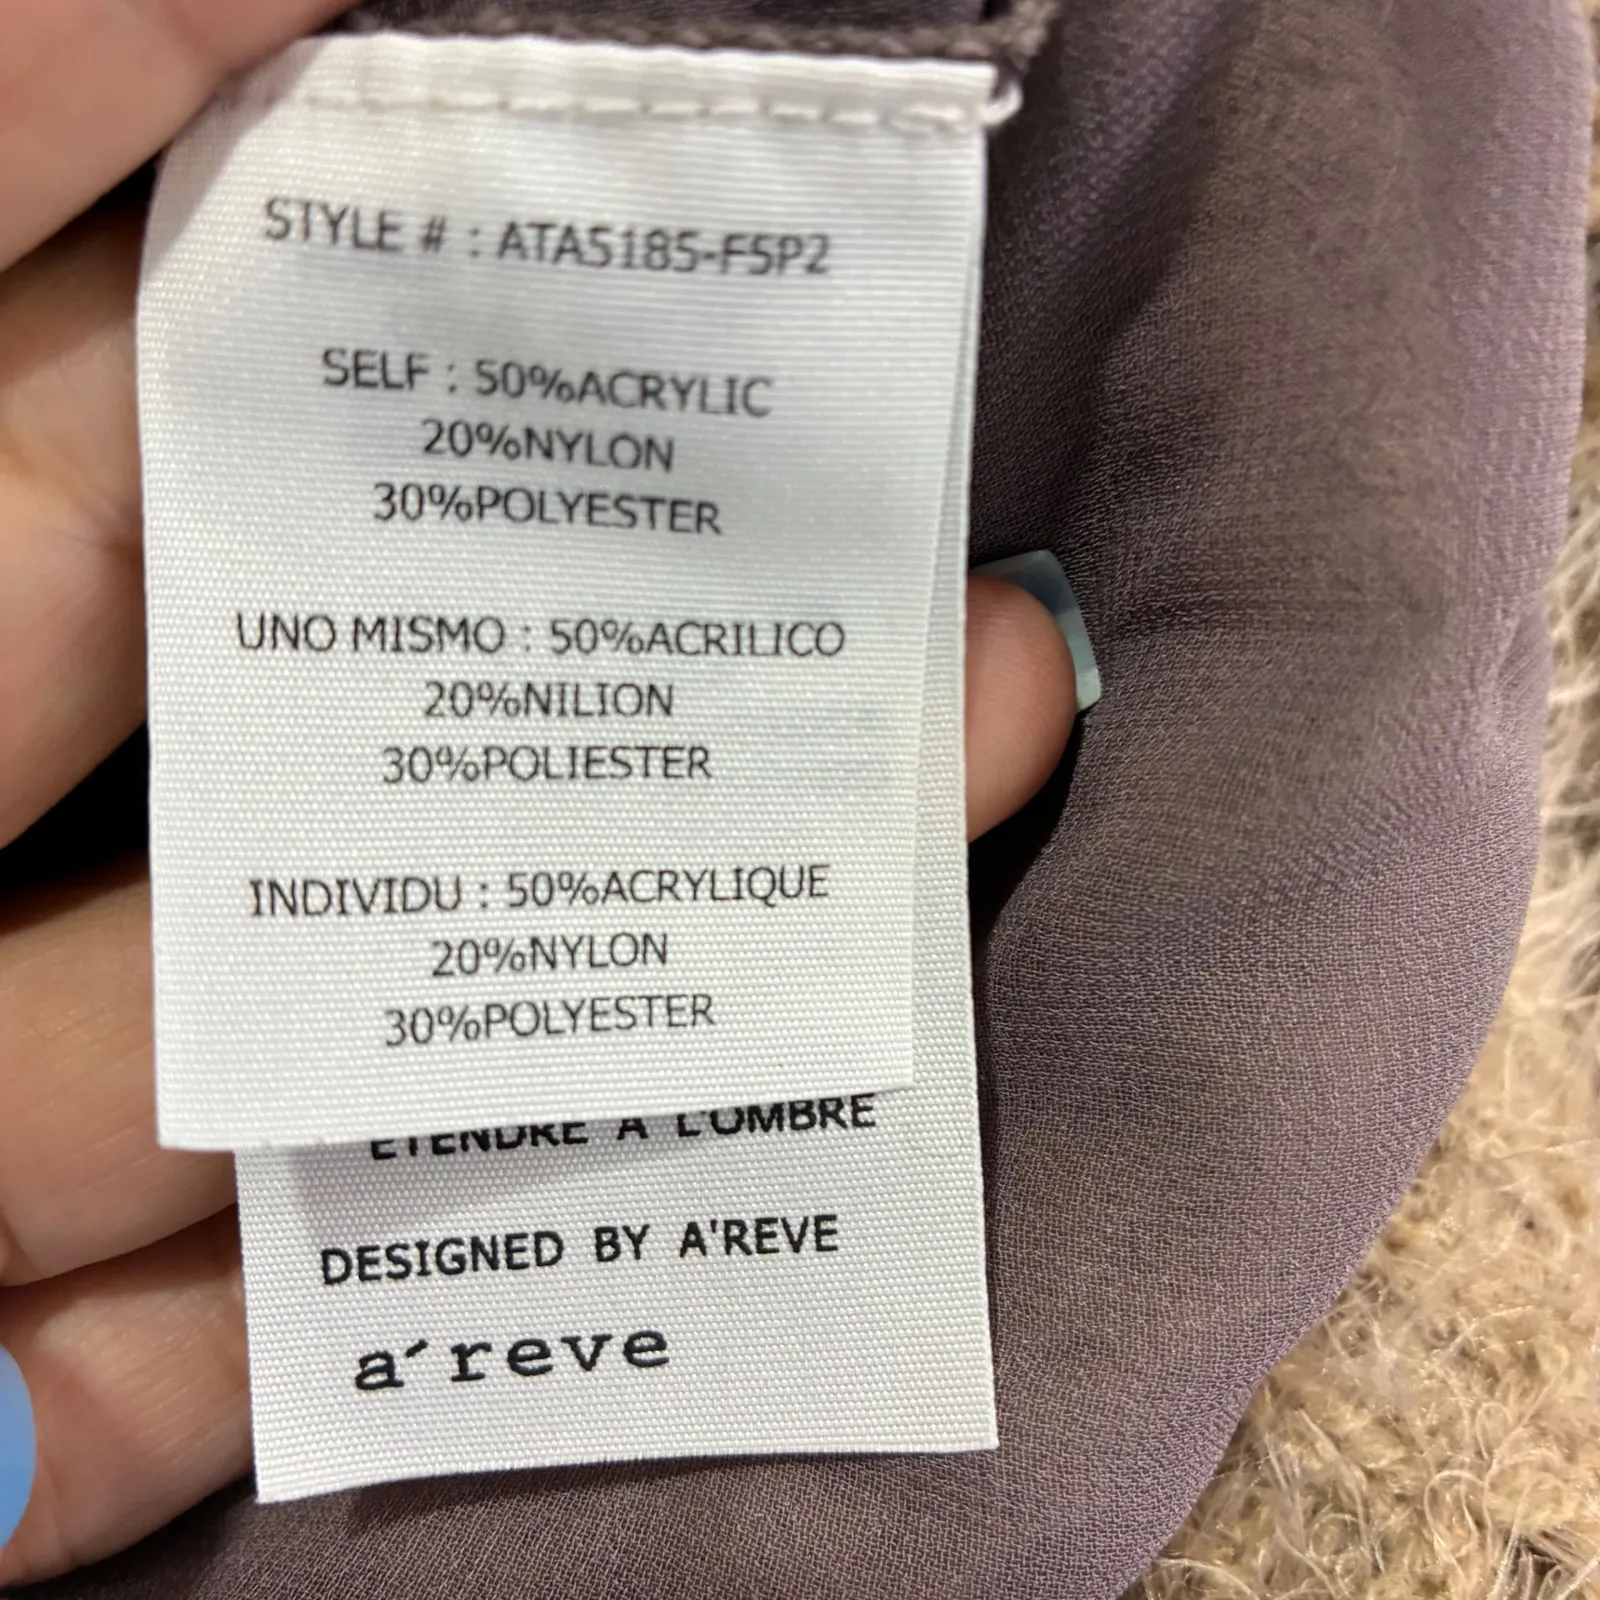 STYLE # : ATA5185-F5P2
SELF : 50%ACRYLIC
20%NYLON
30%POLYESTER
UNO MISMO : 50%ACRILICO
20%NILION
30%POLIESTER
INDIVIDU : 50%ACRYLIQUE
20%NYLON
30%POLYESTER
ETENDRE A L'OMBRE
DESIGNED BY A'REVE
a´reve